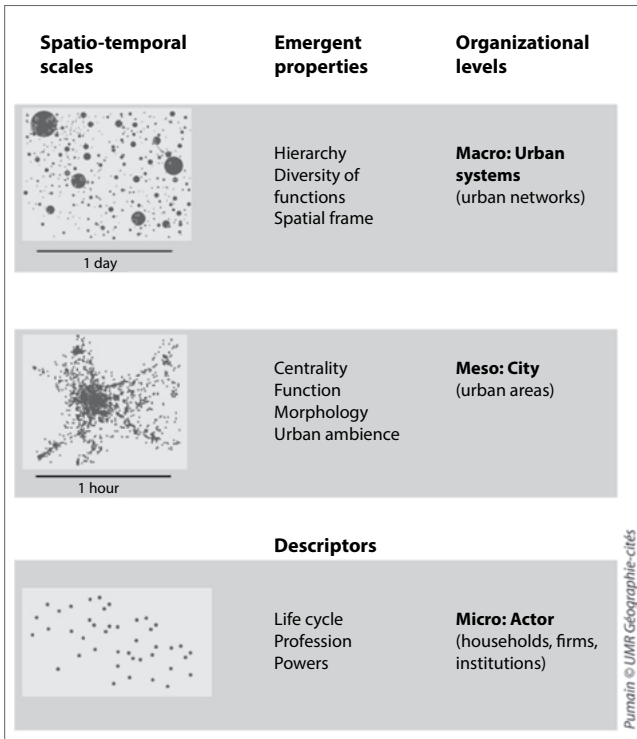 Spatio-temporal
scales
Emergent
properties
Organizational
levels
Hierarchy
Diversity of
functions
Spatial frame
Macro: Urban
systems
(urban networks)
1 day
Centrality
Function
Morphology
Urban ambience
Meso: City
(urban areas)
1 hour
Descriptors
Life cycle
Profession
Powers
Micro: Actor
(households, firms,
institutions)
Pumain © UMR Géographie-cités